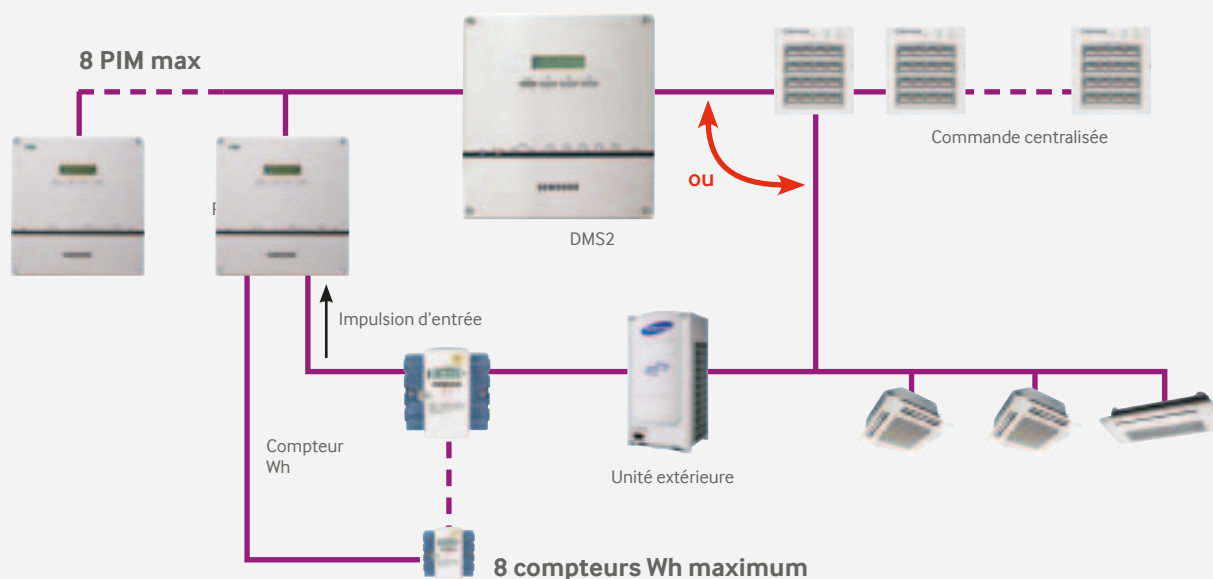 8 PIM max
Commande centralisée
ou
DMS2
Impulsion d'entrée
Compteur
Wh
Unité extérieure
8 compteurs Wh maximum